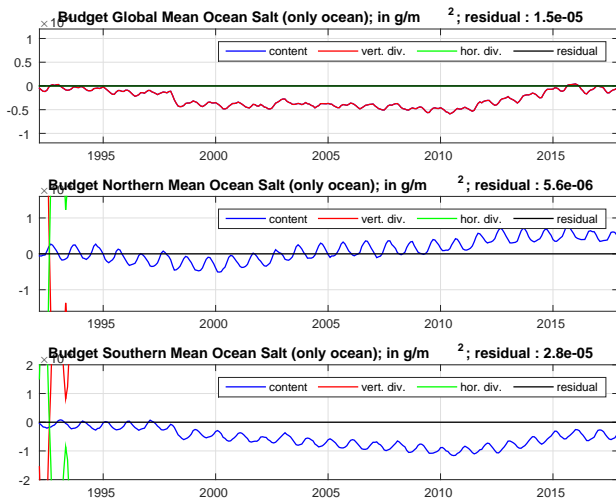 Budget Global Mean Ocean Salt (only ocean); in g/m 2; residual : 1.5e-05
1
content vert. div. hor. div. residual
0.5
0
-0.5
-1
1995 2000 2005 2010 2015
Budget Northern Mean Ocean Salt (only ocean); in g/m 2; residual : 5.6e-06
content vert. div. hor. div. residual
1
0
-1
1995 2000 2005 2010 2015
Budget Southern Mean Ocean Salt (only ocean); in g/m 2; residual : 2.8e-05
2
content vert. div. hor. div. residual
1
0
-1
-2
1995 2000 2005 2010 2015